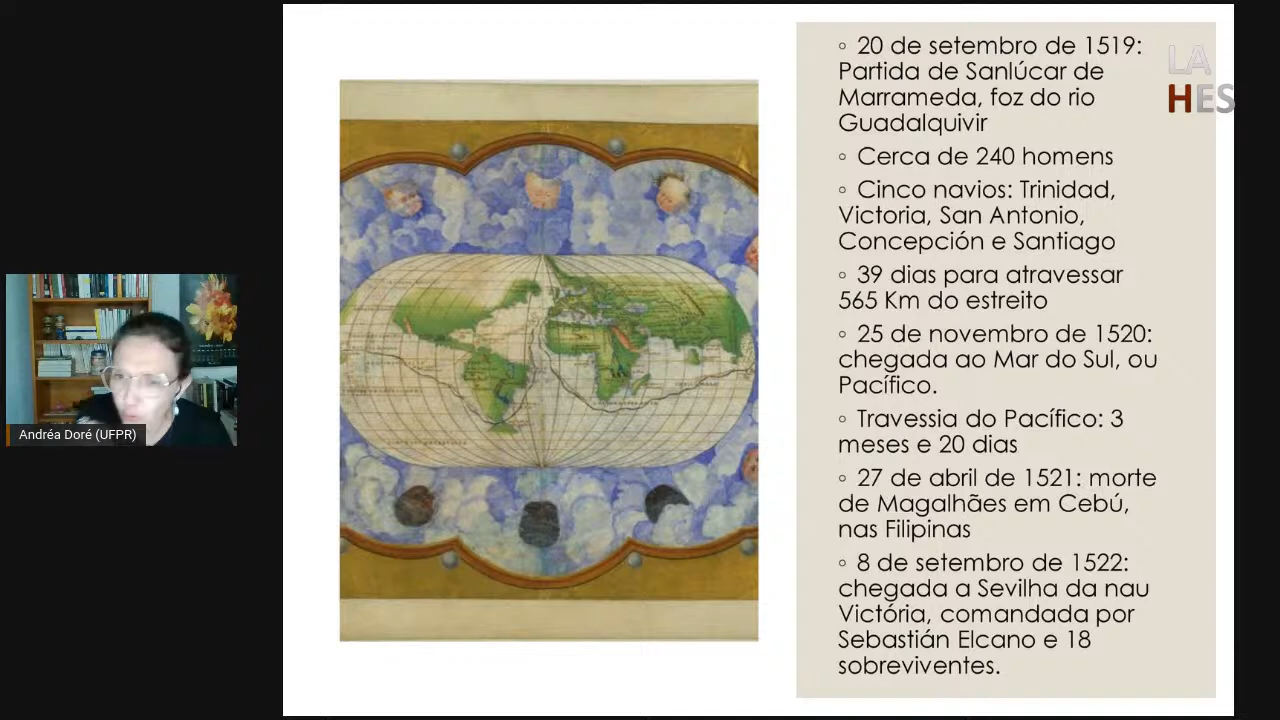 ◦ 20 de setembro de 1519:
Partida de Sanlúcar de
Marrameda, foz do rio
Guadalquivir
◦ Cerca de 240 homens
◦ Cinco navios: Trinidad,
Victoria, San Antonio,
Concepción e Santiago
◦ 39 dias para atravessar
565 Km do estreito
◦ 25 de novembro de 1520:
chegada ao Mar do Sul, ou
Pacífico.
◦ Travessia do Pacífico: 3
meses e 20 dias
◦ 27 de abril de 1521: morte
de Magalhães em Cebú,
nas Filipinas
◦ 8 de setembro de 1522:
chegada a Sevilha da nau
Victória, comandada por
Sebastián Elcano e 18
sobreviventes.
LA
HES
Andréa Doré (UFPR)